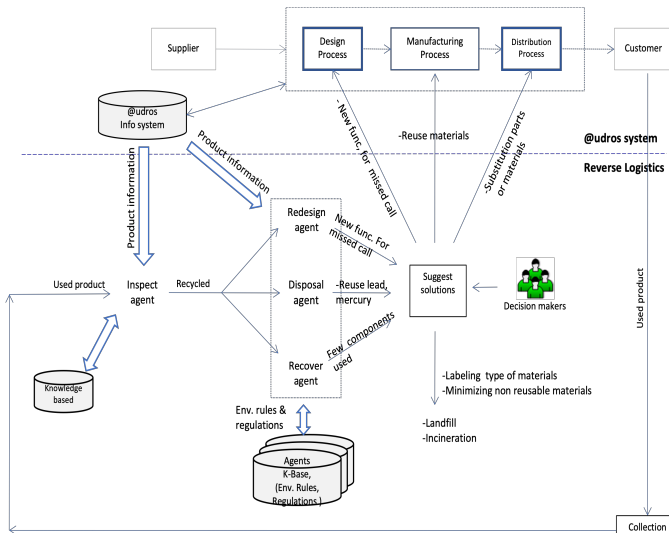 Supplier
Design
Process
Manufacturing
Process
Distribution
Process
Customer
@udros
Info system
- New func. for missed call
-Reuse materials
-Substitution parts
or materials
@udros system
Reverse Logistics
Product information
Product information
Redesign
agent
New func. For
missed call
Used product
Inspect
agent
Recycled
Disposal
agent
-Reuse lead,
mercury
Suggest
solutions
Decision makers
Used product
Recover
agent
Few components
used
Knowledge
based
-Labeling type of materials
-Minimizing non reusable materials
Env. rules &
regulations
-Landfill
-Incineration
Agents
K-Base,
(Env. Rules,
Regulations )
Collection